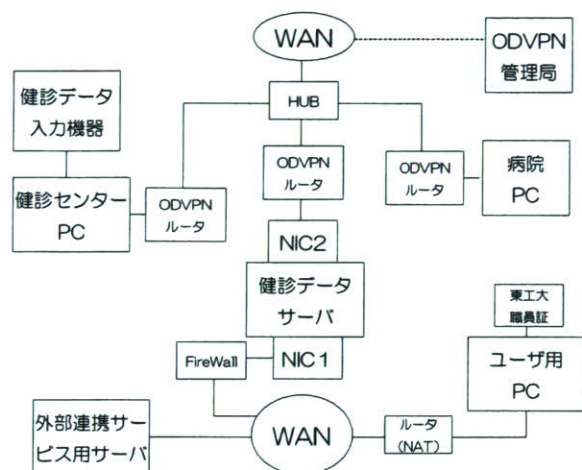 WAN
ODVPN
管理局
健診データ
入力機器
HUB
ODVPN
ルータ
ODVPN
ルータ
病院
PC
健診センター
PC
ODVPN
ルータ
NIC2
健診データ
サーバ
東工大
職員証
FireWall
NIC1
ユーザ用
PC
外部連携サー
ビス用サーバ
WAN
ルータ
(NAT)